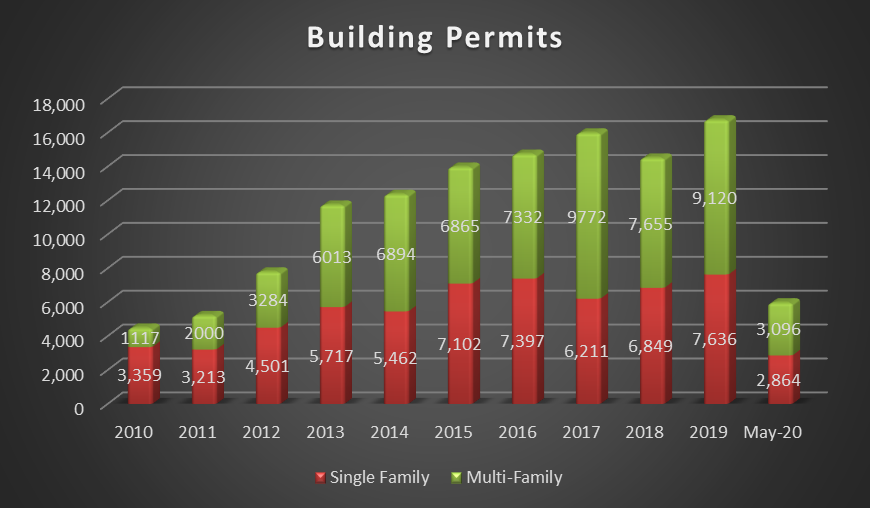 Building Permits
18,000
16,000
14,000
12,000
10,000
8,000
6,000
4,000
2,000
0
1117 2000 3284 6013 6894 6865 7332 9772 7,655 9,120 3,096
3,359 3,213 4,501 5,717 5,462 7,102 7,397 6,211 6,849 7,636 2,864
2010 2011 2012 2013 2014 2015 2016 2017 2018 2019 May-20
Single Family Multi-Family